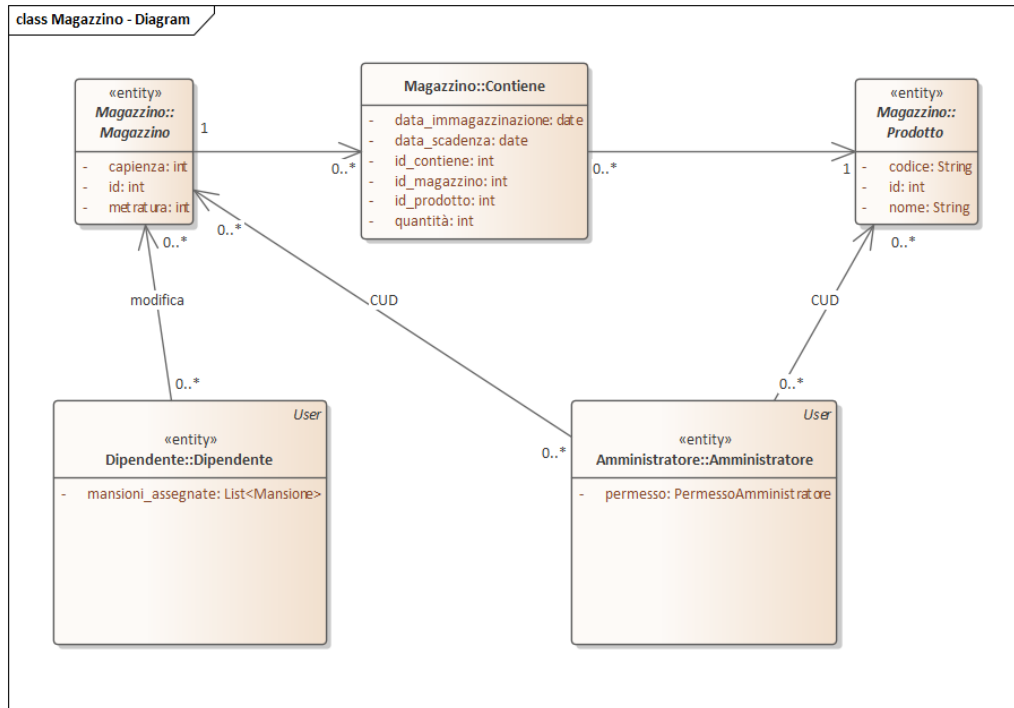 class Magazzino - Diagram
«entity»
Magazzino::
Magazzino
- capienza: int
- id: int
- metratura: int
1
0..*
Magazzino::Contiene
- data_immagazzinazione: date
- data_scadenza: date
- id_contiene: int
- id_magazzino: int
- id_prodotto: int
- quantità: int
0..*
1
«entity»
Magazzino::
Prodotto
- codice: String
- id: int
- nome: String
0..*
0..*
0..*
modifica
CUD
CUD
0..*
0..*
0..*
User
«entity»
Dipendente::Dipendente
- mansioni_assegnate: List<Mansione>
User
«entity»
Amministratore::Amministratore
- permesso: PermessoAmministratore